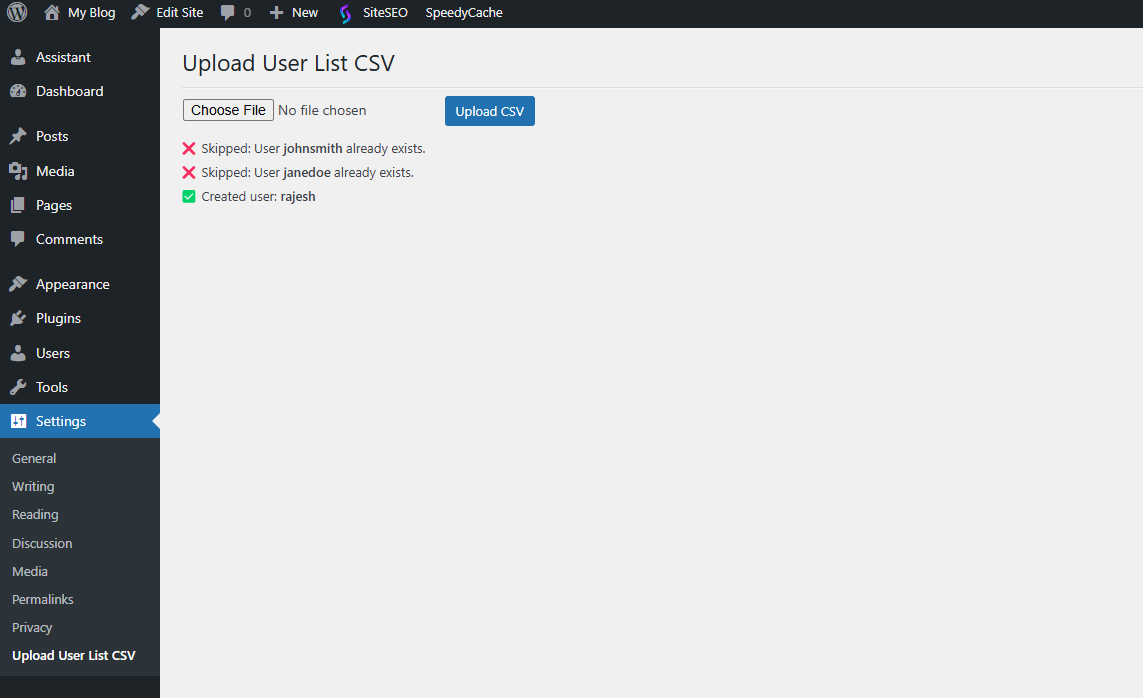 My Blog Edit Site 0 New SiteSEO SpeedyCache
Assistant
Dashboard
Posts
Media
Pages
Comments
Appearance
Plugins
Users
Tools
Settings
General
Writing
Reading
Discussion
Media
Permalinks
Privacy
Upload User List CSV
Upload User List CSV
Choose File No file chosen Upload CSV
Skipped: User johnsmith already exists.
Skipped: User janedoe already exists.
Created user: rajesh